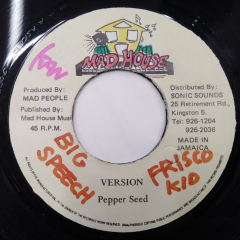 MAD HOUSE
Produced By:
MAD PEOPLE
Published By:
Mad House Music
45 R.P.M.
Distributed By:
SONIC SOUNDS
25 Retirement Rd.,
Kingston 5.
Tel: 926-1204
926-2036
MADE IN
JAMAICA
VERSION
Pepper Seed
BIG
SPEECH
FRISCO
KID